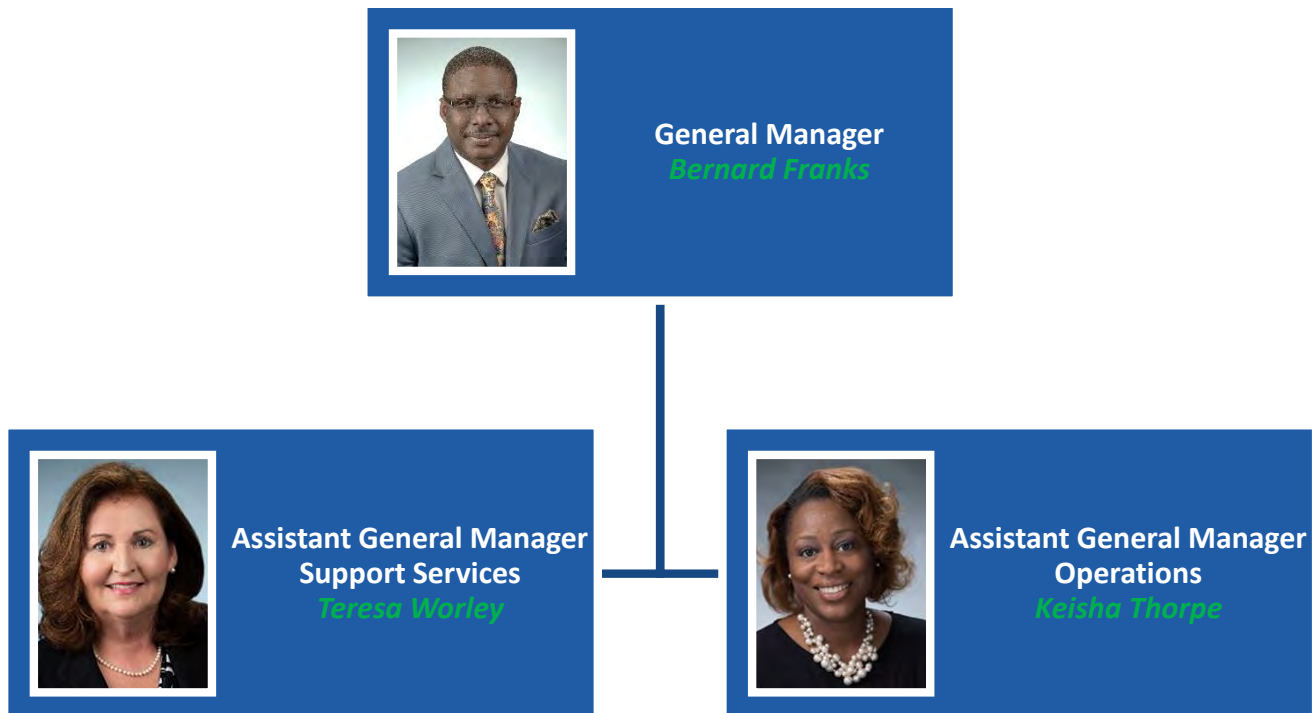 General Manager
Bernard Franks
Assistant General Manager
Support Services
Teresa Worley
Assistant General Manager
Operations
Keisha Thorpe